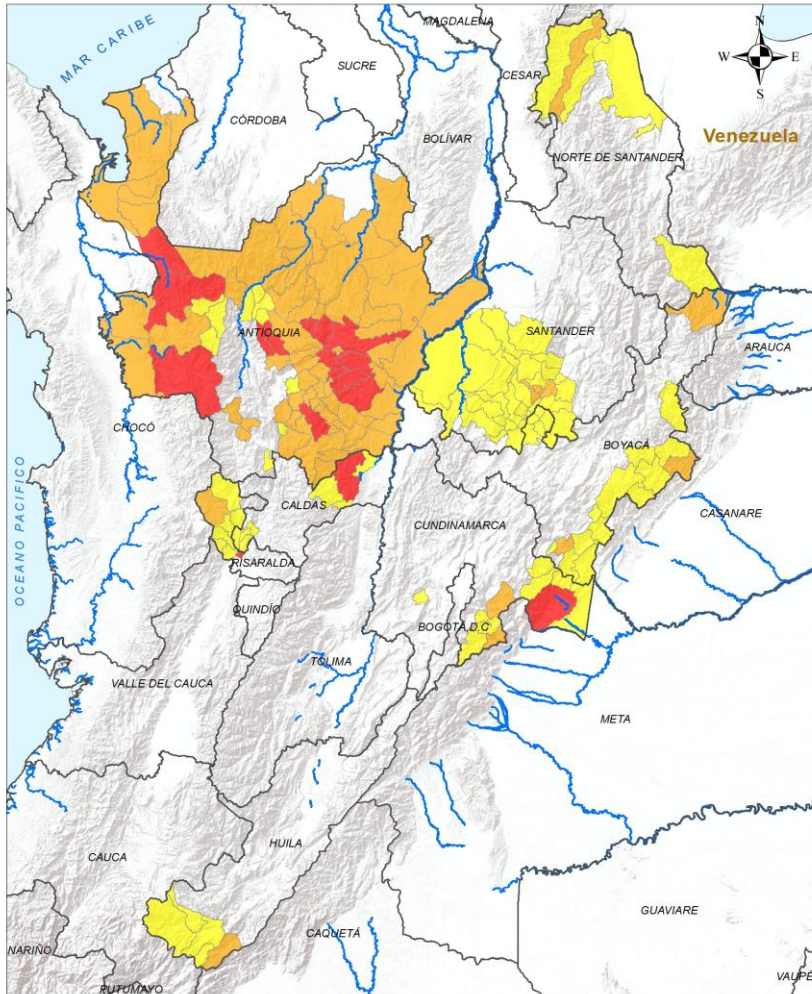 MAGDALENA
N
W
E
S
MAR CARIBE
SUCRE
CESAR
CÓRDOBA
BOLÍVAR
Venezuela
NORTE DE SANTANDER
ANTIOQUIA
SANTANDER
ARAUCA
CHOCÓ
BOYACÁ
OCEANO PACIFICO
CALDAS
CUNDINAMARCA
CASANARE
RISARALDA
QUINDÍO
BOGOTÁ D.C
TOLIMA
VALLE DEL CAUCA
META
HUILA
CAUCA
GUAVIARE
CAQUETÁ
NARIÑO
PUTUMAYO
VAUPÉ